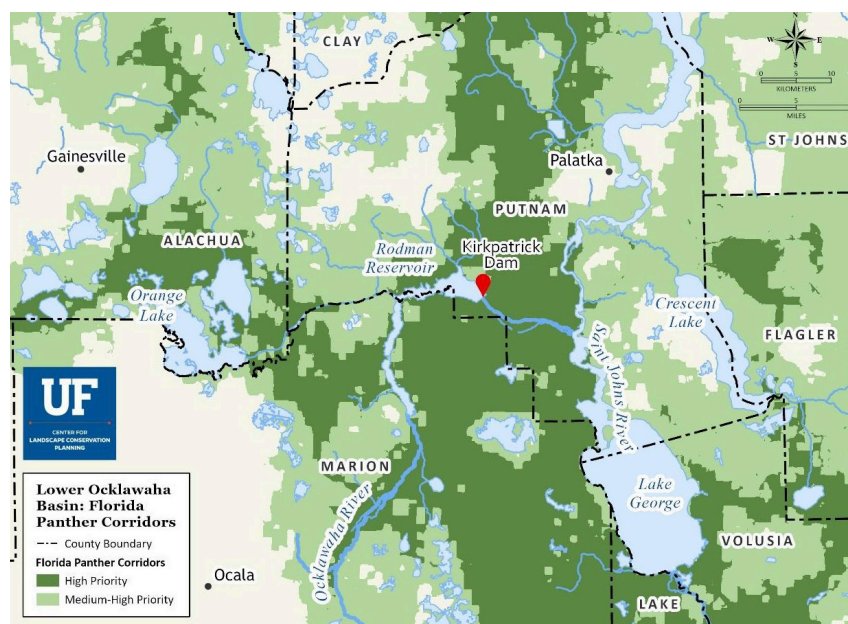 CLAY
W
E
S
0 5 10
KILOMETERS
0 5
MILES
ST JOHNS
Gainesville
Palatka
PUTNAM
ALACHUA
Rodman
Reservoir
Kirkpatrick
Dam
Orange
Lake
Crescent
Lake
FLAGLER
Saint Johns River
UF
CENTER FOR
LANDSCAPE CONSERVATION
PLANNING
MARION
Ocklawaha River
Lake
George
VOLUSIA
Lower Ocklawaha
Basin: Florida
Panther Corridors
County Boundary
Florida Panther Corridors
High Priority
Medium-High Priority
Ocala
LAKE